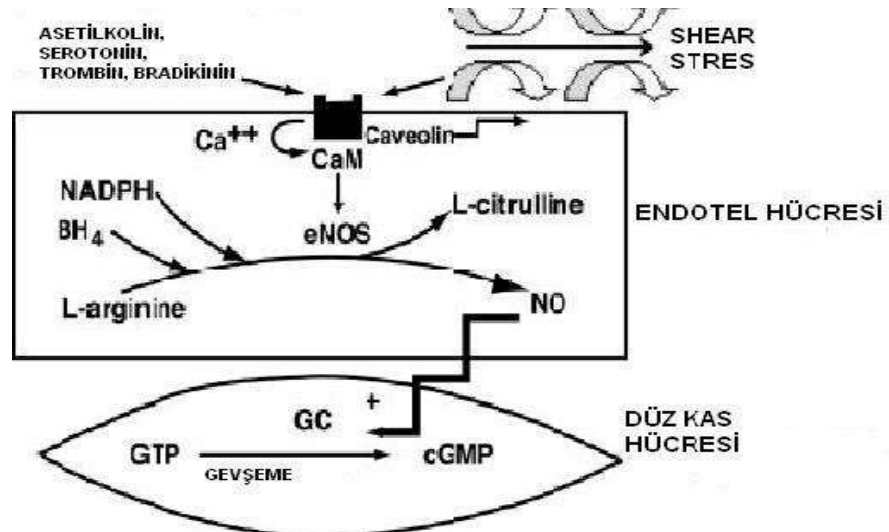 ASETİLKOLİN,
SEROTONİN,
TROMBİN, BRADİKİNİN
SHEAR
STRES
Ca++
Caveolin
CaM
NADPH
BH4
eNOS
L-citrulline
L-arginine
NO
ENDOTEL HÜCRESİ
GC
+
GTP
cGMP
GEVŞEME
DÜZ KAS
HÜCRESİ